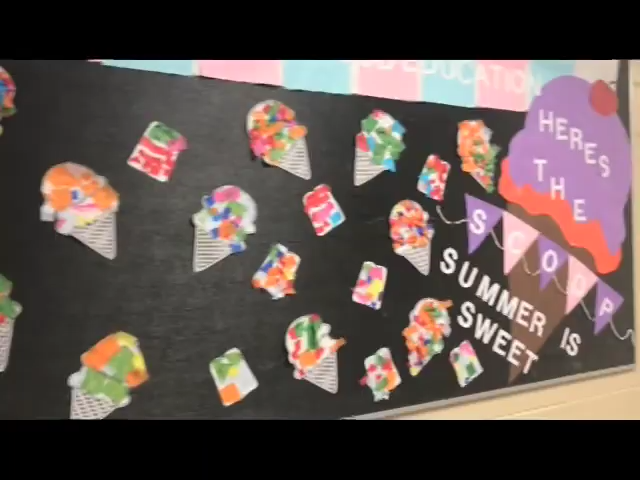 EDUCATION
HERES
THE
SCOOP
SUMMER IS
SWEET